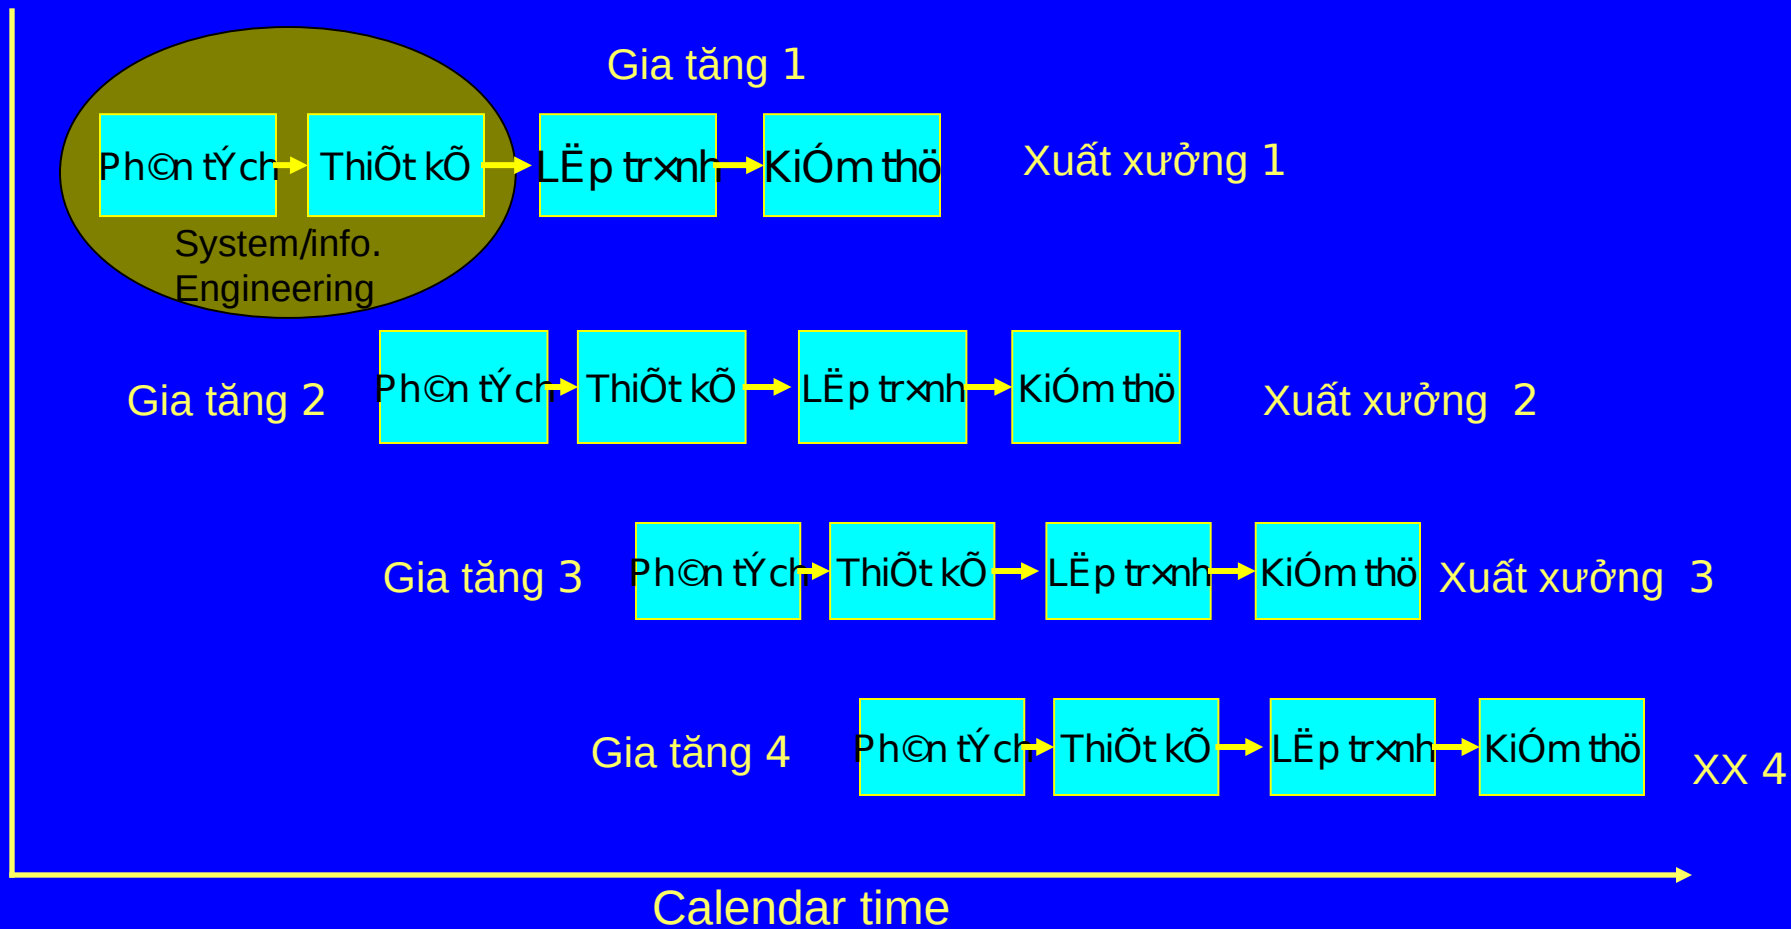 Gia tăng 1
Ph©n tÝch ThiÕt kÕ LËp tr×nh KiÓm thö Xuất xưởng 1
System/info.
Engineering
Gia tăng 2 Ph©n tÝch ThiÕt kÕ LËp tr×nh KiÓm thö Xuất xưởng 2
Gia tăng 3 Ph©n tÝch ThiÕt kÕ LËp tr×nh KiÓm thö Xuất xưởng 3
Gia tăng 4 Ph©n tÝch ThiÕt kÕ LËp tr×nh KiÓm thö XX 4
Calendar time